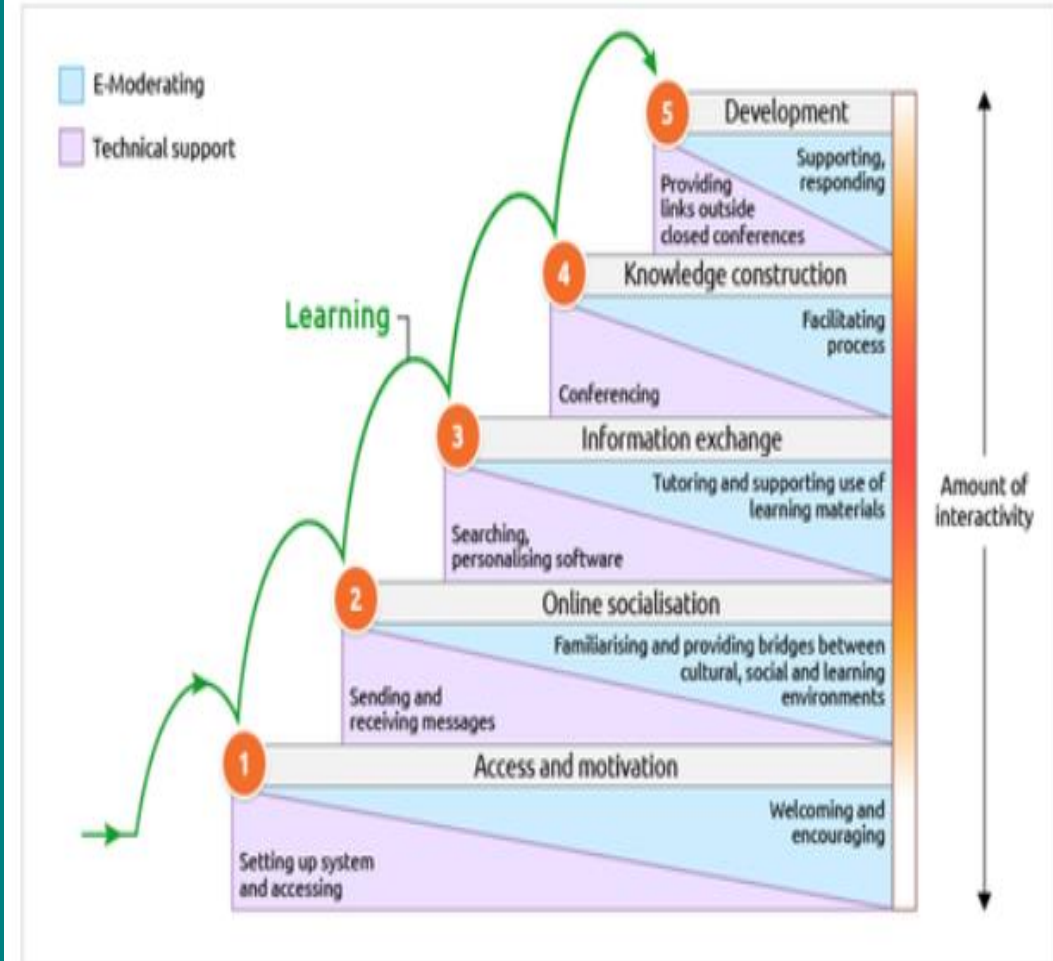 E-Moderating
Technical support
Learning
5
Development
Supporting,
responding
Providing
links outside
closed conferences
4
Knowledge construction
Facilitating
process
Conferencing
3
Information exchange
Tutoring and supporting use of
learning materials
Searching,
personalising software
Amount of
interactivity
2
Online socialisation
Familiarising and providing bridges between
cultural, social and learning
environments
Sending and
receiving messages
1
Access and motivation
Welcoming and
encouraging
Setting up system
and accessing